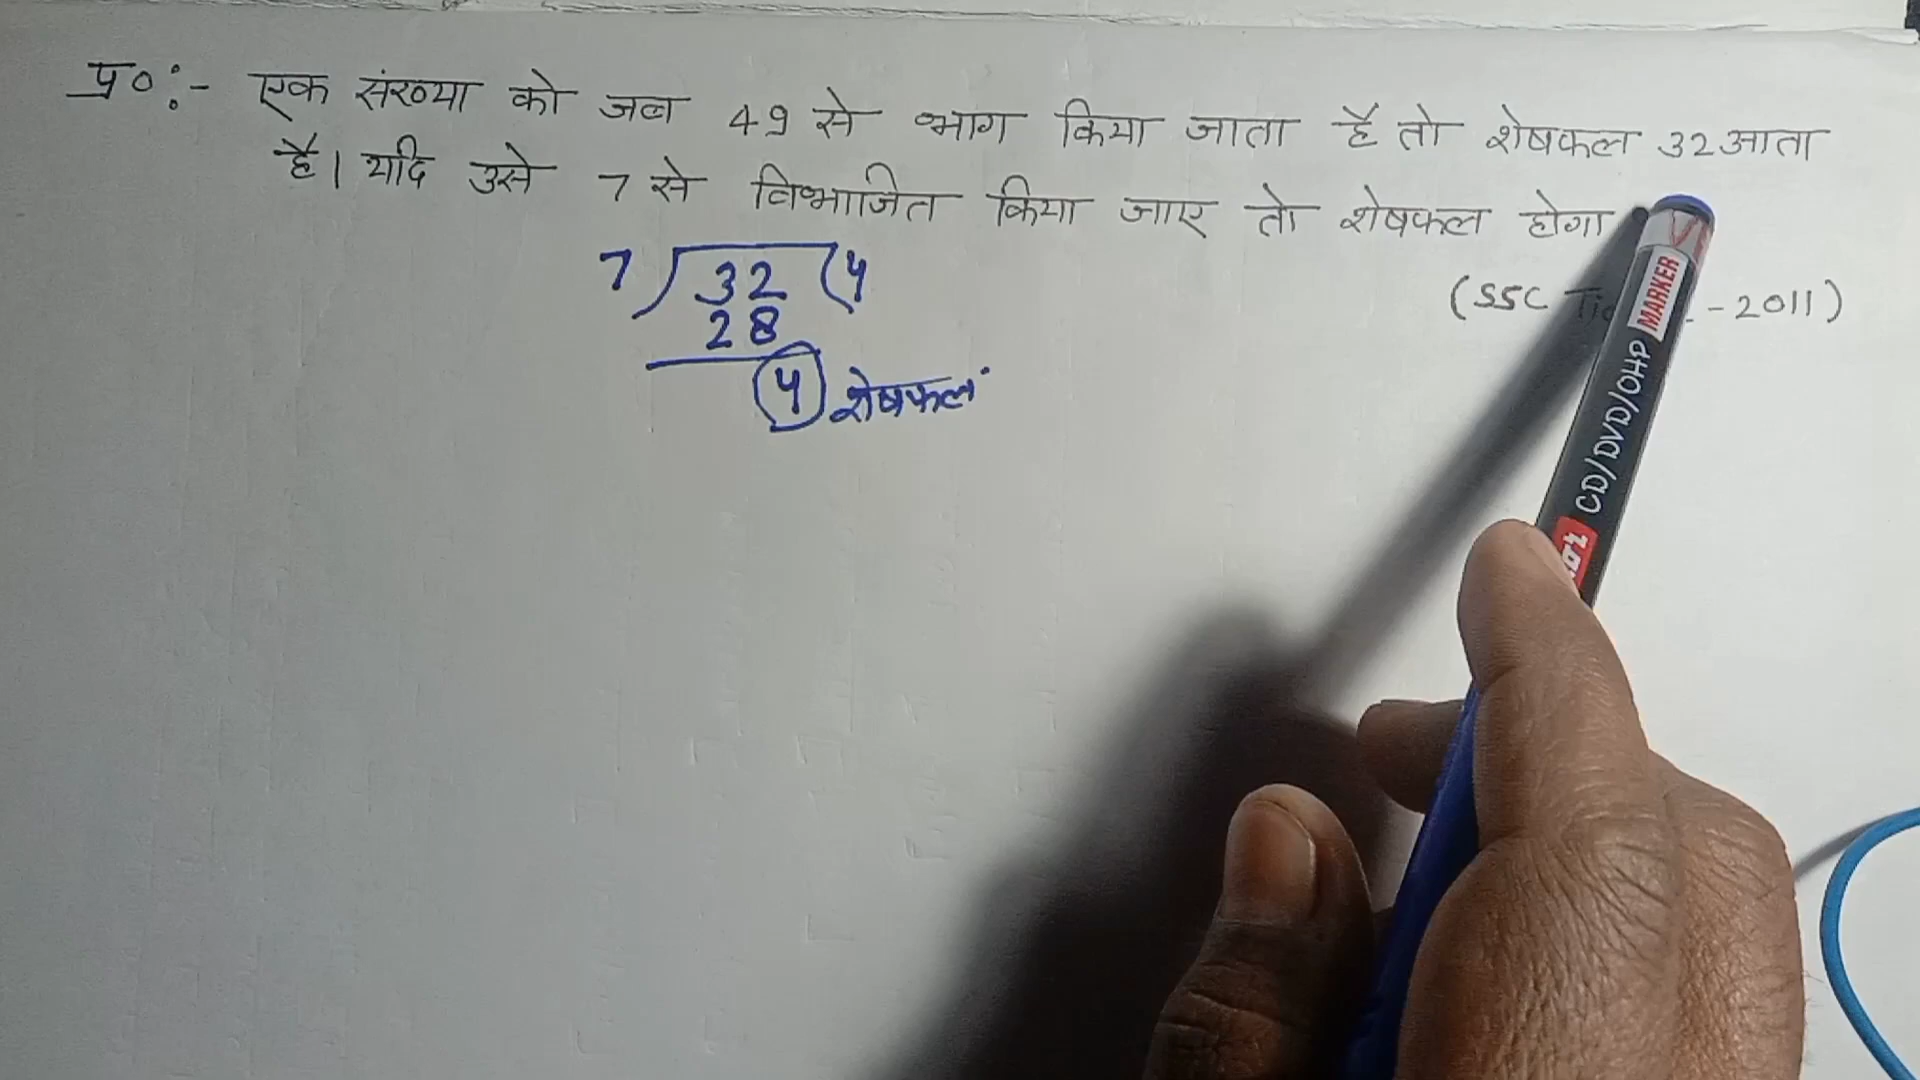 प्र०:- एक संख्या को जब 49 से भाग किया जाता है तो शेषफल 32 आता
है। यदि उसे 7 से विभाजित किया जाए तो शेषफल होगा
(SSC - 2011)
7) 32 (4
28
4 शेषफल
CD/DVD/OHP MARKER